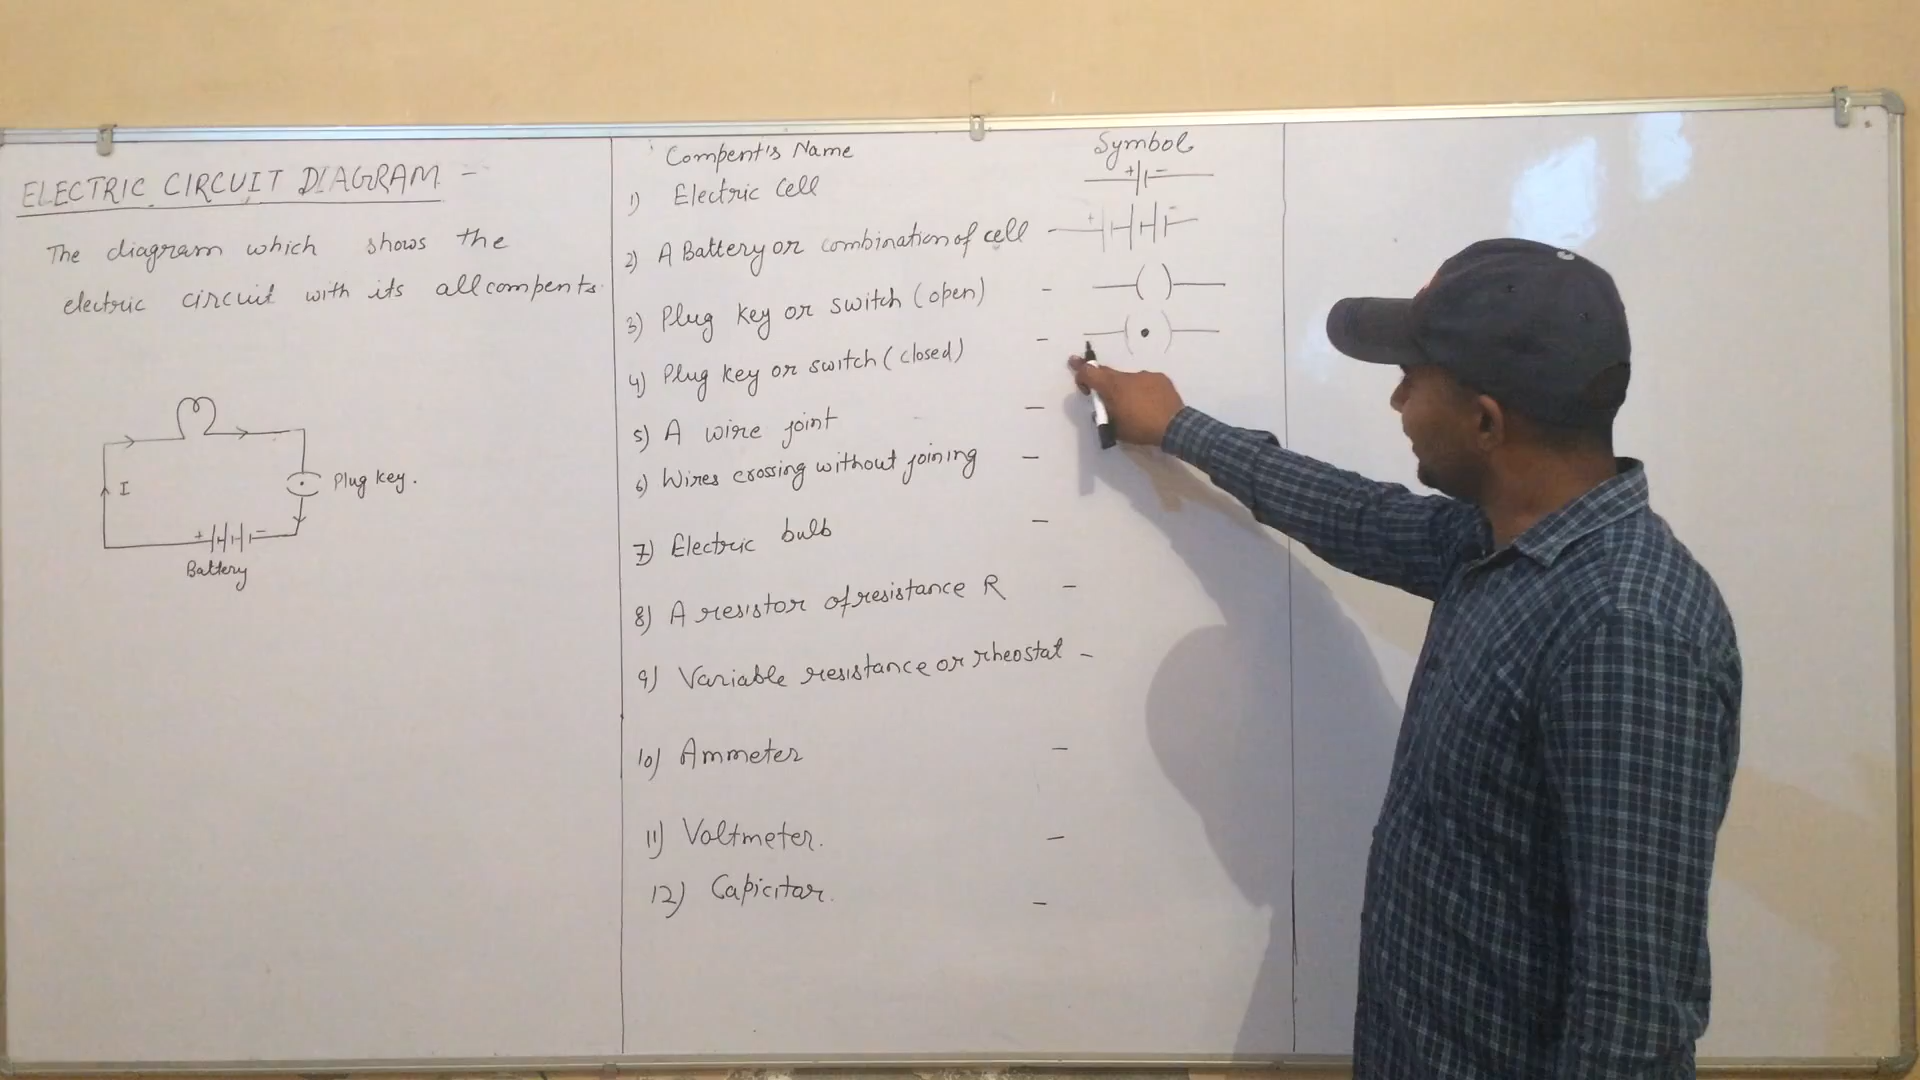 ELECTRIC CIRCUIT DIAGRAM -
The diagram which shows the
electric circuit with its all compents.
I
Plug key.
+ -
Battery
Compent's Name
Symbol
1) Electric Cell
+ -
2) A Battery or combination of cell -
+ -
3) Plug key or switch (open) -
4) Plug key or switch (closed) -
5) A wire joint -
6) Wires crossing without joining -
7) Electric bulb -
8) A resistor of resistance R -
9) Variable resistance or rheostat -
10) Ammeter -
11) Voltmeter. -
12) Capicitar. -